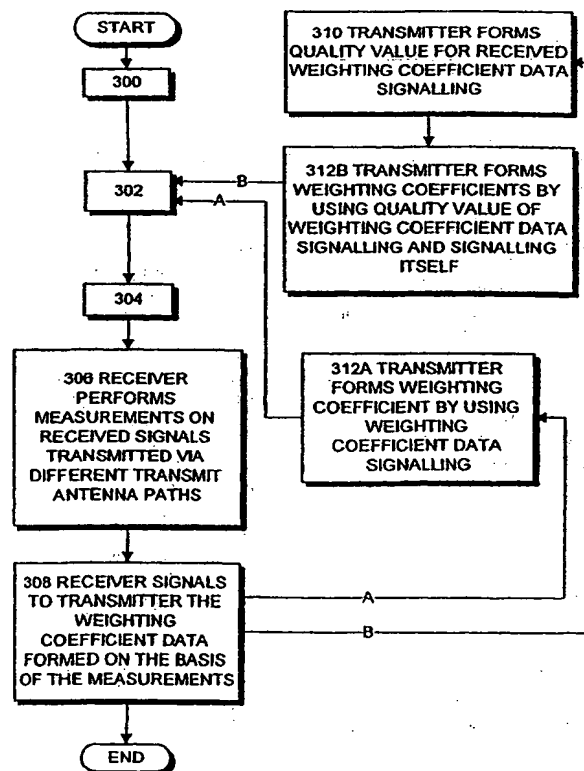 START
300
302
304
306 RECEIVER
PERFORMS
MEASUREMENTS ON
RECEIVED SIGNALS
TRANSMITTED VIA
DIFFERENT TRANSMIT
ANTENNA PATHS
308 RECEIVER SIGNALS
TO TRANSMITTER THE
WEIGHTING
COEFFICIENT DATA
FORMED ON THE BASIS
OF THE MEASUREMENTS
END
310 TRANSMITTER FORMS
QUALITY VALUE FOR RECEIVED
WEIGHTING COEFFICIENT DATA
SIGNALLING
B
A
312B TRANSMITTER FORMS
WEIGHTING COEFFICIENTS BY
USING QUALITY VALUE OF
WEIGHTING COEFFICIENT DATA
SIGNALLING AND SIGNALLING
ITSELF
312A TRANSMITTER
FORMS WEIGHTING
COEFFICIENT BY USING
WEIGHTING
COEFFICIENT DATA
SIGNALLING
A
B